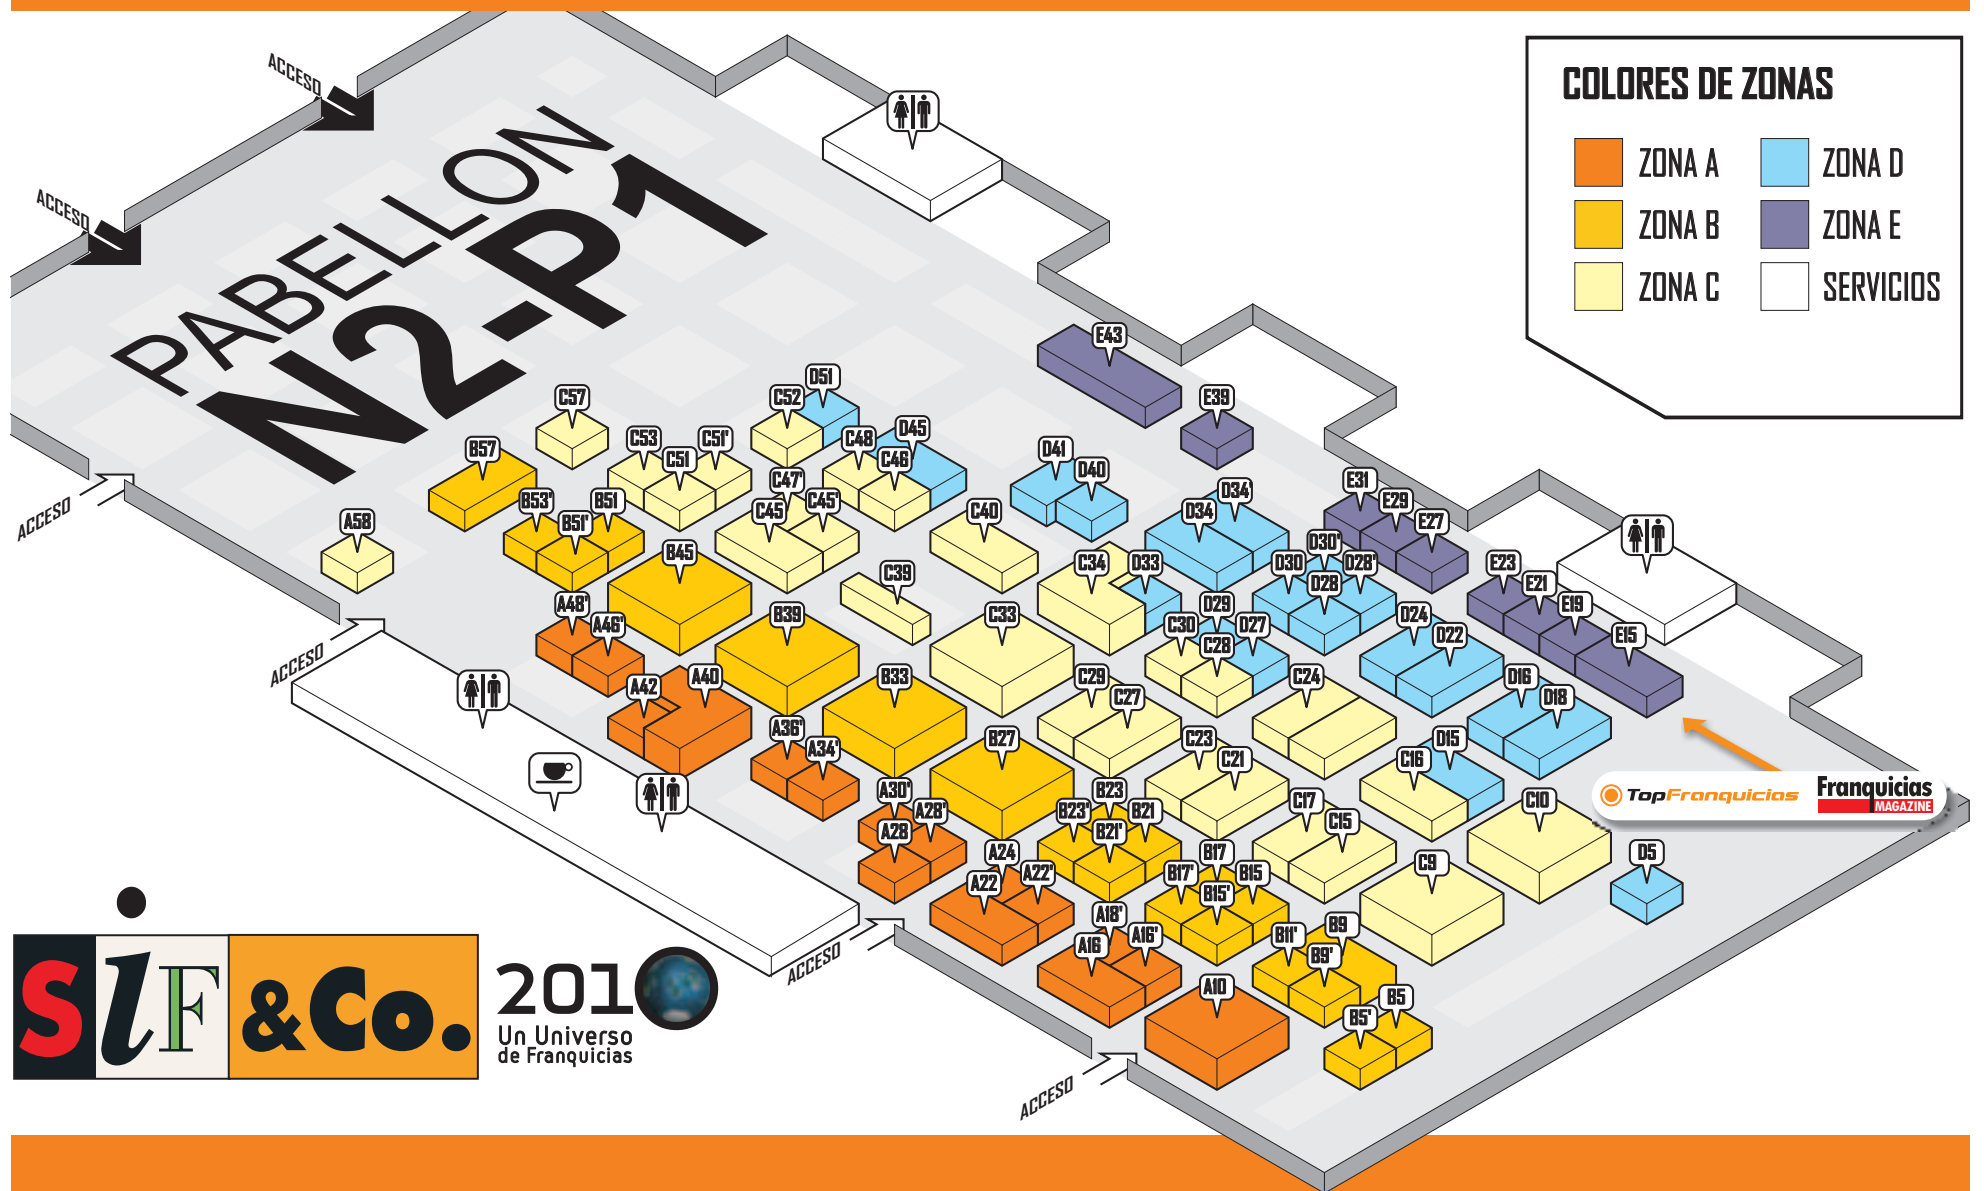 ACCESO
ACCESO
PABELLON
N2-P1
COLORES DE ZONAS
ZONA A
ZONA D
ZONA B
ZONA E
ZONA C
SERVICIOS
E43
D51
C57
C52
E39
D45
C53
C51'
C48
B57
C51
C46
D41
D40
C47'
D34'
E31
B53'
B51
C45
C45'
C40
D34
E29
A58
B51'
E27
D30'
B45
C34
D33
D30
D28'
E23
C39
D28
E21
A48'
D29
E19
B39
C33
D24
A46'
C30
D27
D22
E15
C28
A42
A40
B33
C29
C24
D16
C27
D18
A36'
B27
C23
D15
A34'
C21
C16
A30'
B23
C17
C10
B23'
B21
A28'
C15
A28
B21'
A24
B17
D5
C9
A22
A22'
B17'
B15
B15'
A18'
B9
A16
A16'
B11'
B9'
A10
B5
B5'
ACCESO
ACCESO
ACCESO
ACCESO
TopFranquicias
Franquicias
MAGAZINE
SiF &Co.
2010
Un Universo
de Franquicias